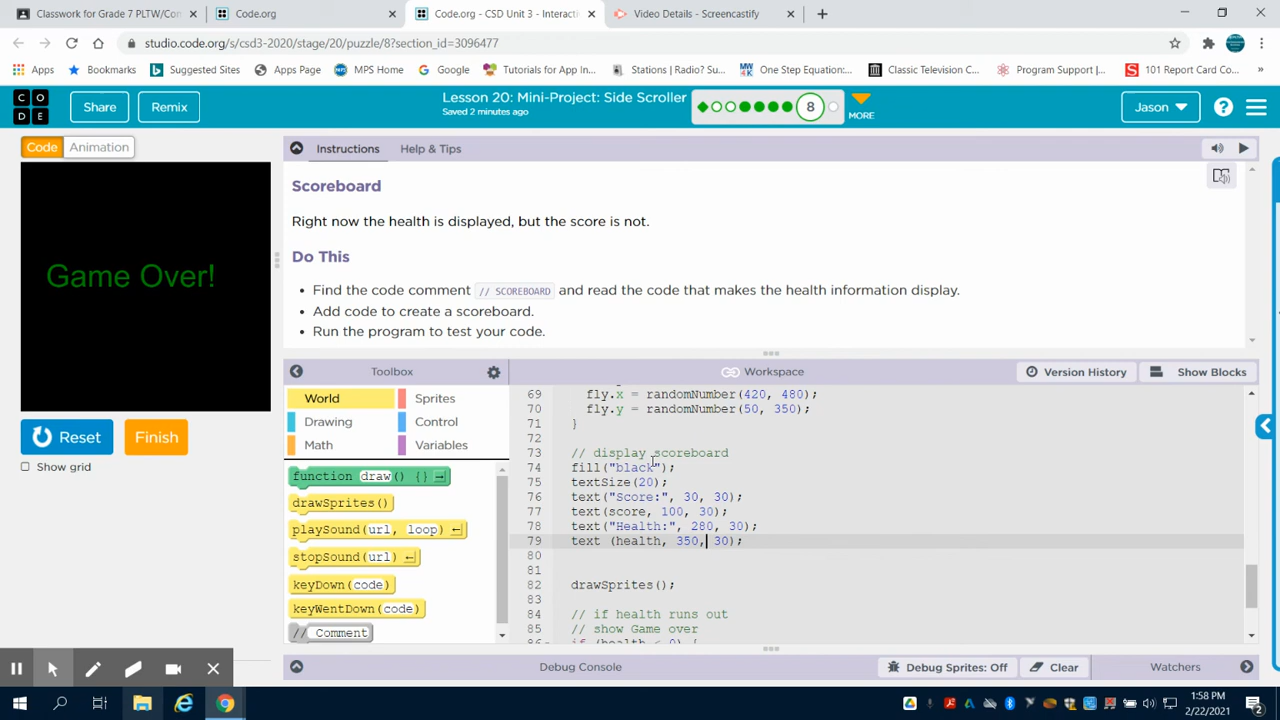 Classwork for Grade 7 PLTW/Con
Code.org
Code.org - CSD Unit 3 - Interacti
Video Details - Screencastify
studio.code.org/s/csd3-2020/stage/20/puzzle/8?section_id=3096477
Apps
Bookmarks
Suggested Sites
Apps Page
MPS Home
Google
Tutorials for App In...
Stations | Radio? Su...
One Step Equation:...
Classic Television C...
Program Support |...
101 Report Card Co...
CODE
Share
Remix
Lesson 20: Mini-Project: Side Scroller
Saved 2 minutes ago
8
MORE
Jason
?
Code
Animation
Instructions
Help & Tips
Scoreboard
Right now the health is displayed, but the score is not.
Do This
• Find the code comment // SCOREBOARD and read the code that makes the health information display.
• Add code to create a scoreboard.
• Run the program to test your code.
Game Over!
Reset
Finish
Show grid
Toolbox
Workspace
Version History
Show Blocks
World
Sprites
Drawing
Control
Math
Variables
function draw() {}
drawSprites()
playSound(url, loop)
stopSound(url)
keyDown(code)
keyWentDown(code)
// Comment
69 fly.x = randomNumber(420, 480);
70 fly.y = randomNumber(50, 350);
71 }
72
73 // display scoreboard
74 fill("black");
75 textSize(20);
76 text("Score:", 30, 30);
77 text(score, 100, 30);
78 text("Health:", 280, 30);
79 text (health, 350, 30);
80
81
82 drawSprites();
83
84 // if health runs out
85 // show Game over
86 if (health < 0) {
Debug Console
Debug Sprites: Off
Clear
Watchers
1:58 PM
2/22/2021
2